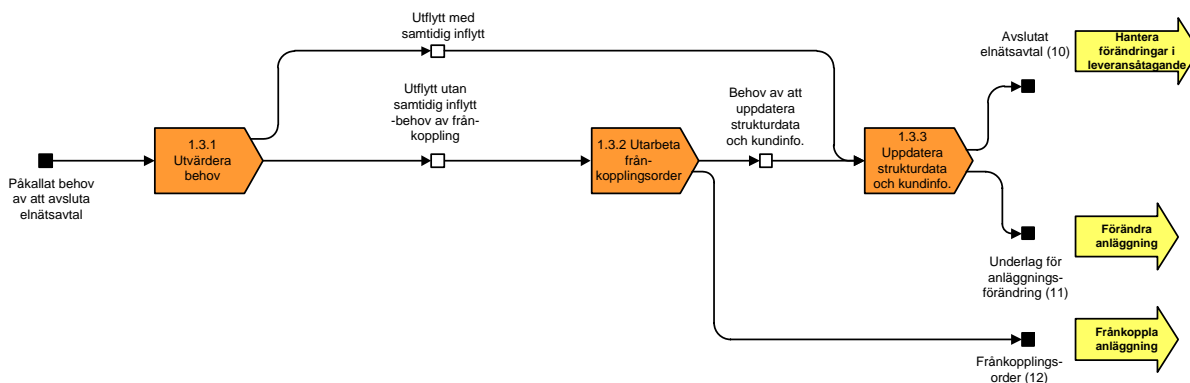 Utflytt med
samtidig inflytt
Avslutat
elnätsavtal (10)
Hantera
förändringar i
leveransåtagande
Utflytt utan
samtidig inflytt
-behov av från-
koppling
Behov av att
uppdatera
strukturdata
och kundinfo.
1.3.1
Utvärdera
behov
1.3.2 Utarbeta
från-
kopplingsorder
1.3.3
Uppdatera
strukturdata
och kundinfo.
Påkallat behov
av att avsluta
elnätsavtal
Förändra
anläggning
Underlag för
anläggnings-
förändring (11)
Frånkoppla
anläggning
Frånkopplings-
order (12)